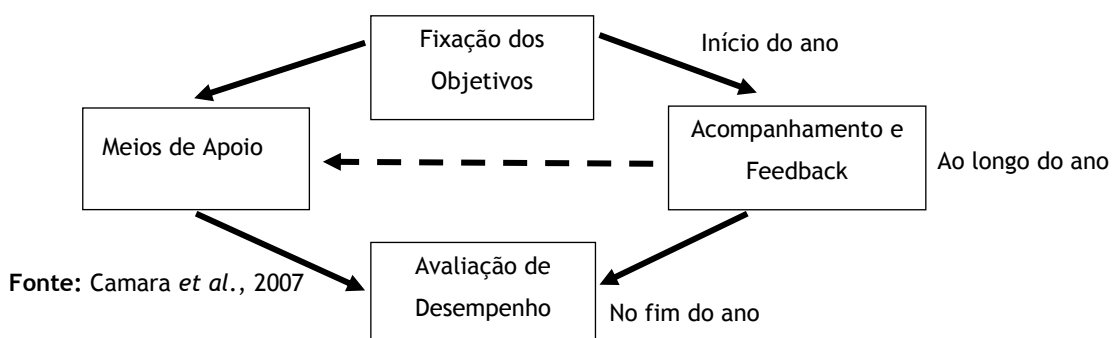 Fixação dos
Objetivos
Início do ano
Meios de Apoio
Acompanhamento e
Feedback
Ao longo do ano
Avaliação de
Desempenho
Fonte: Camara et al., 2007
No fim do ano